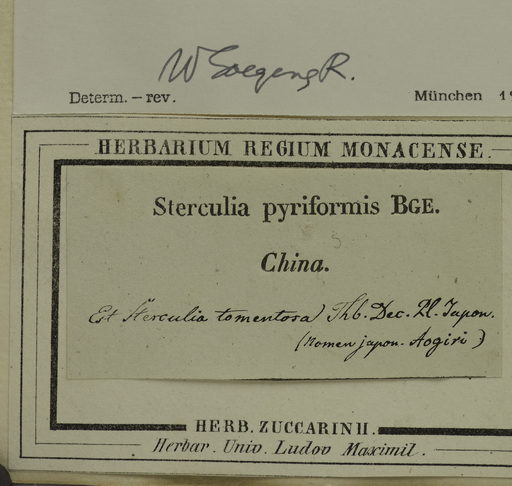 W Soegeng R.
Determ. – rev. München 19
HERBARIUM REGIUM MONACENSE.
Sterculia pyriformis BGE.
China.
Est Sterculia tomentosa Thb. Dec. Pl. Japon.
(Nomen japon. Aogiri)
HERB. ZUCCARINII.
Herbar. Univ. Ludov Maximil.